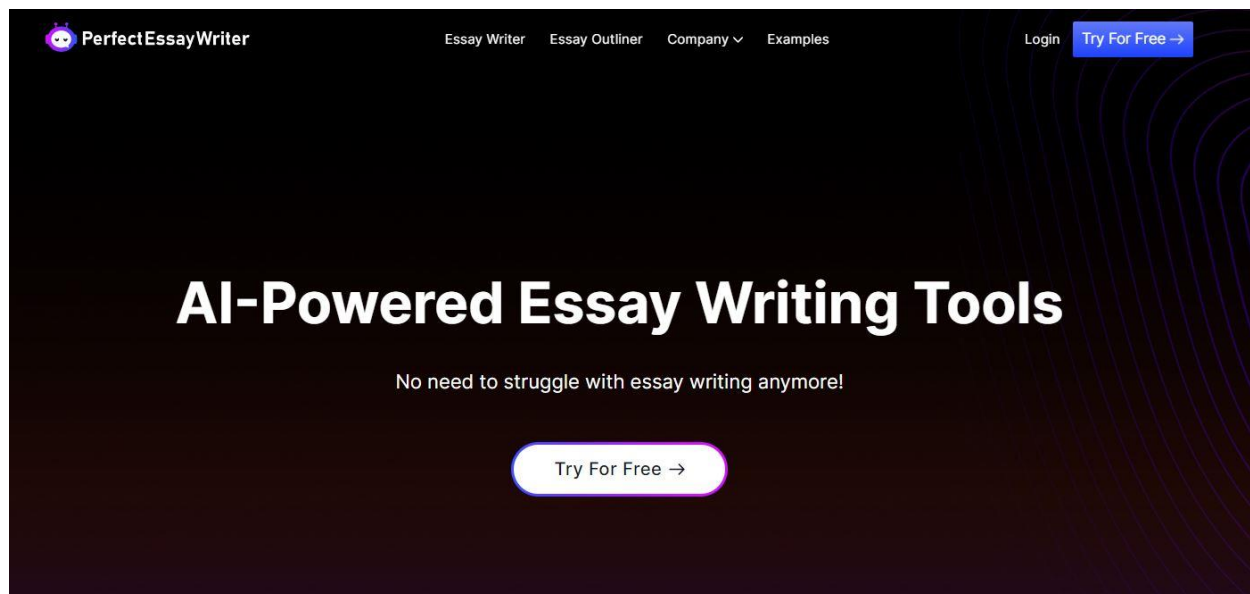 PerfectEssayWriter
Essay Writer Essay Outliner Company Examples
Login Try For Free →
AI-Powered Essay Writing Tools
No need to struggle with essay writing anymore!
Try For Free →